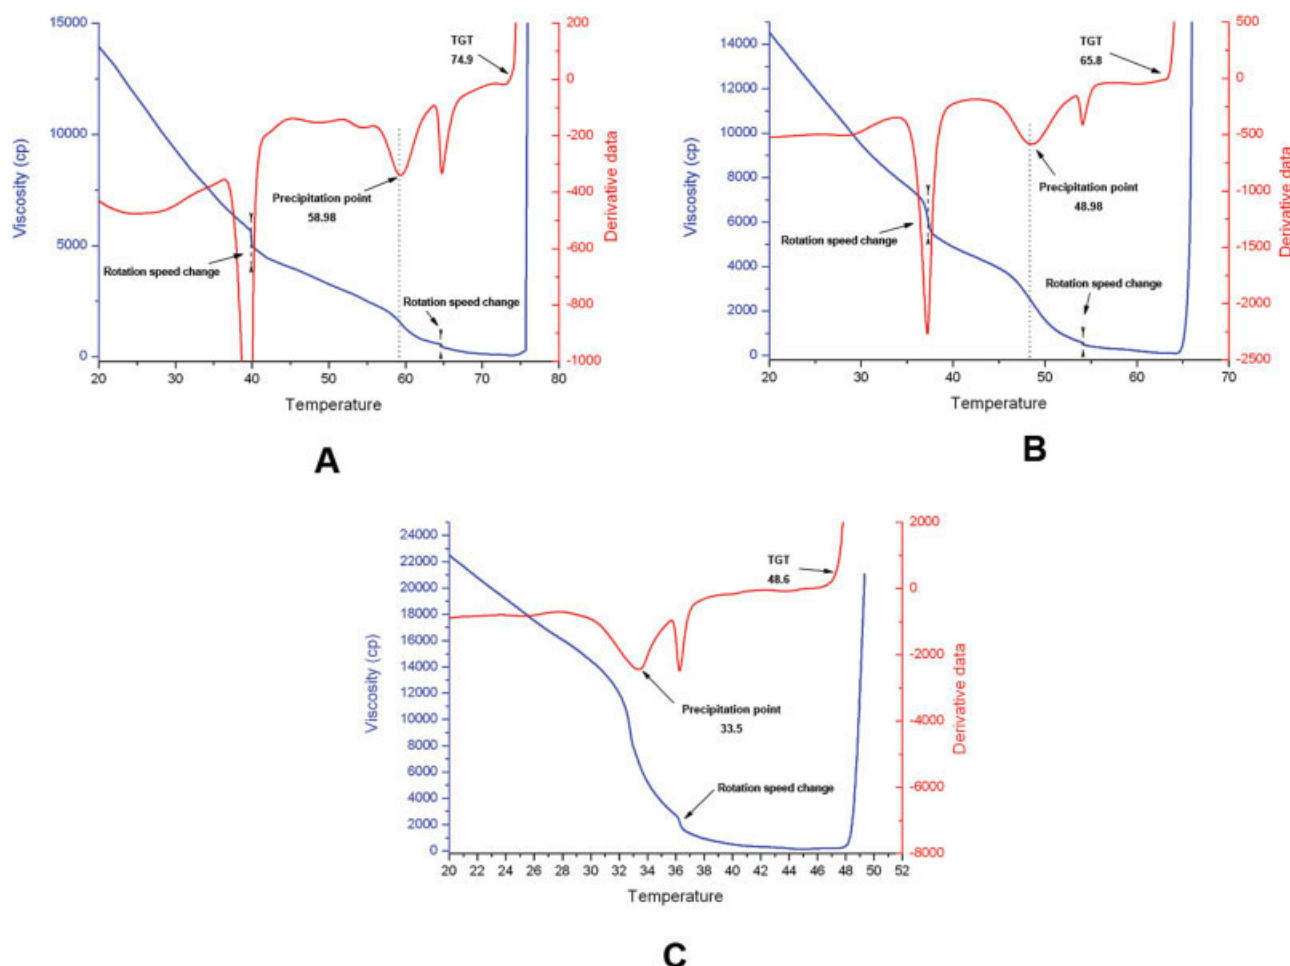 15000
10000
5000
0
Viscosity (cp)
200
0
-200
-400
-600
-800
-1000
Derivative data
TGT
74.9
Precipitation point
58.98
Rotation speed change
Rotation speed change
20 30 40 50 60 70 80
Temperature
A
14000
12000
10000
8000
6000
4000
2000
0
Viscosity (cp)
500
0
-500
-1000
-1500
-2000
-2500
Derivative data
TGT
65.8
Precipitation point
48.98
Rotation speed change
Rotation speed change
20 30 40 50 60 70
Temperature
B
24000
22000
20000
18000
16000
14000
12000
10000
8000
6000
4000
2000
0
Viscosity (cp)
2000
0
-2000
-4000
-6000
-8000
Derivative data
TGT
48.6
Precipitation point
33.5
Rotation speed change
20 22 24 26 28 30 32 34 36 38 40 42 44 46 48 50 52
Temperature
C